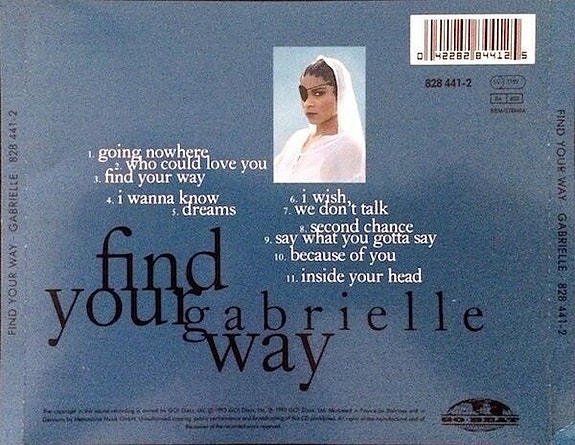 0 42282 84412 5
828 441-2
FIND YOUR WAY GABRIELLE 828 441-2
1. going nowhere
2. who could love you
3. find your way
4. i wanna know
5. dreams
6. i wish
7. we don't talk
8. second chance
9. say what you gotta say
10. because of you
11. inside your head
find
your
gabrielle
way
FIND YOUR WAY GABRIELLE 828 441-2